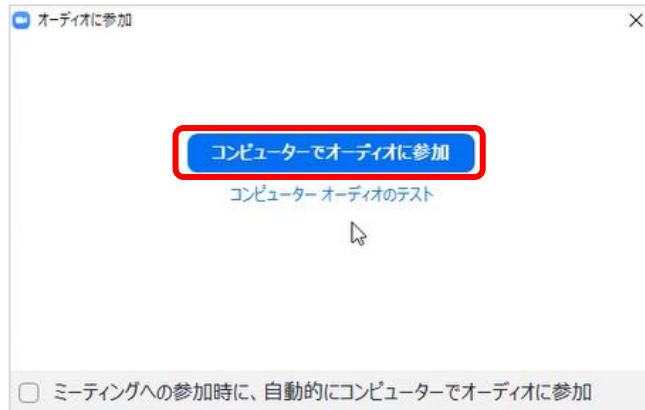 オーディオに参加
コンピューターでオーディオに参加
コンピューター オーディオのテスト
ミーティングへの参加時に、自動的にコンピューターでオーディオに参加